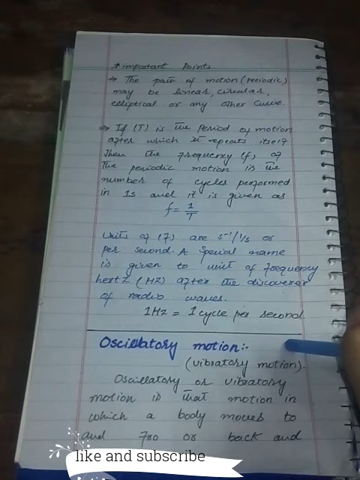 * important Points.
→ The path of motion (Periodic)
may be linear, circular,
elliptical or any other curve.
⇒ If (T) is the period of motion
after which it repeats itself
Then the frequency (f) of
the periodic motion is the
number of cycles performed
in 1s and it is given as
f = 1/T
Units of (f) are s⁻¹/1/s or
per second. A special name
is given to unit of frequency
hertz (HZ) after the discoverer
of radio waves.
1HZ = 1 cycle per second
Oscillatory motion:-
(vibratory motion)
Oscillatory or vibratory
motion is that motion in
which a body moves to
and fro or back and
like and subscribe